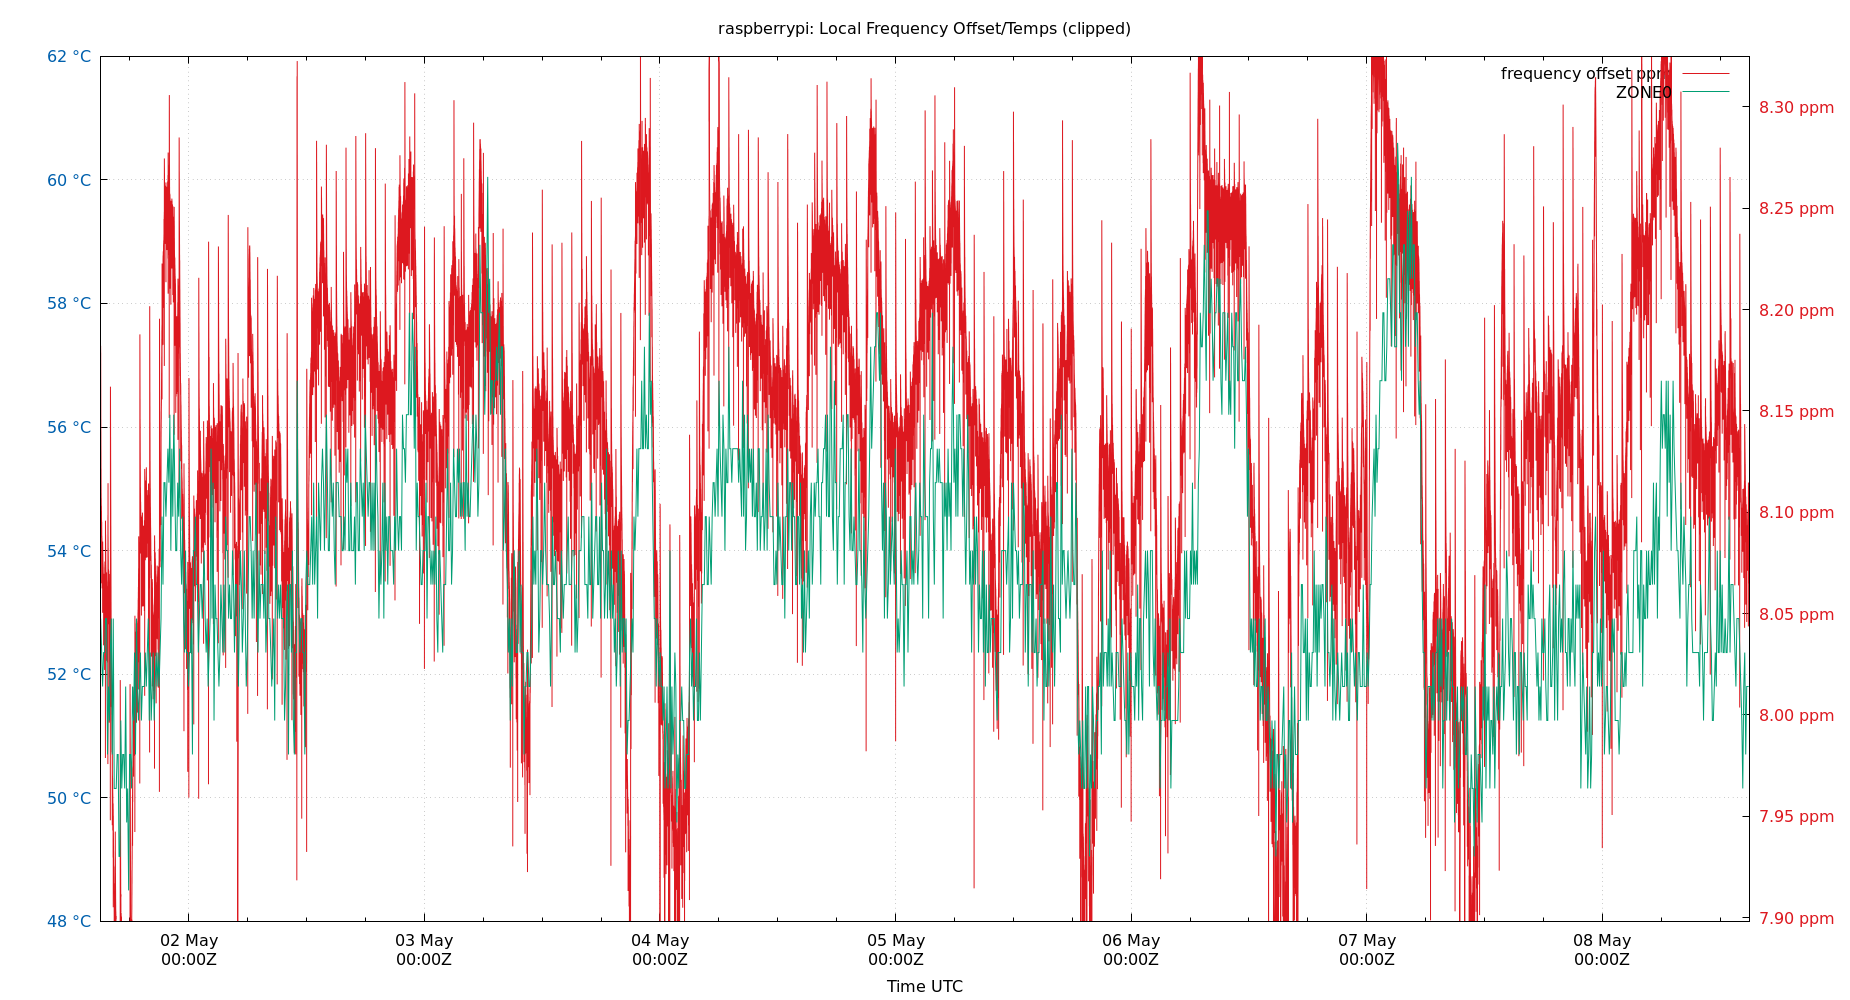 raspberrypi: Local Frequency Offset/Temps (clipped)
62 °C
60 °C
58 °C
56 °C
54 °C
52 °C
50 °C
48 °C
frequency offset ppm
ZONE0
8.30 ppm
8.25 ppm
8.20 ppm
8.15 ppm
8.10 ppm
8.05 ppm
8.00 ppm
7.95 ppm
7.90 ppm
02 May 03 May 04 May 05 May 06 May 07 May 08 May
00:00Z 00:00Z 00:00Z 00:00Z 00:00Z 00:00Z 00:00Z
Time UTC